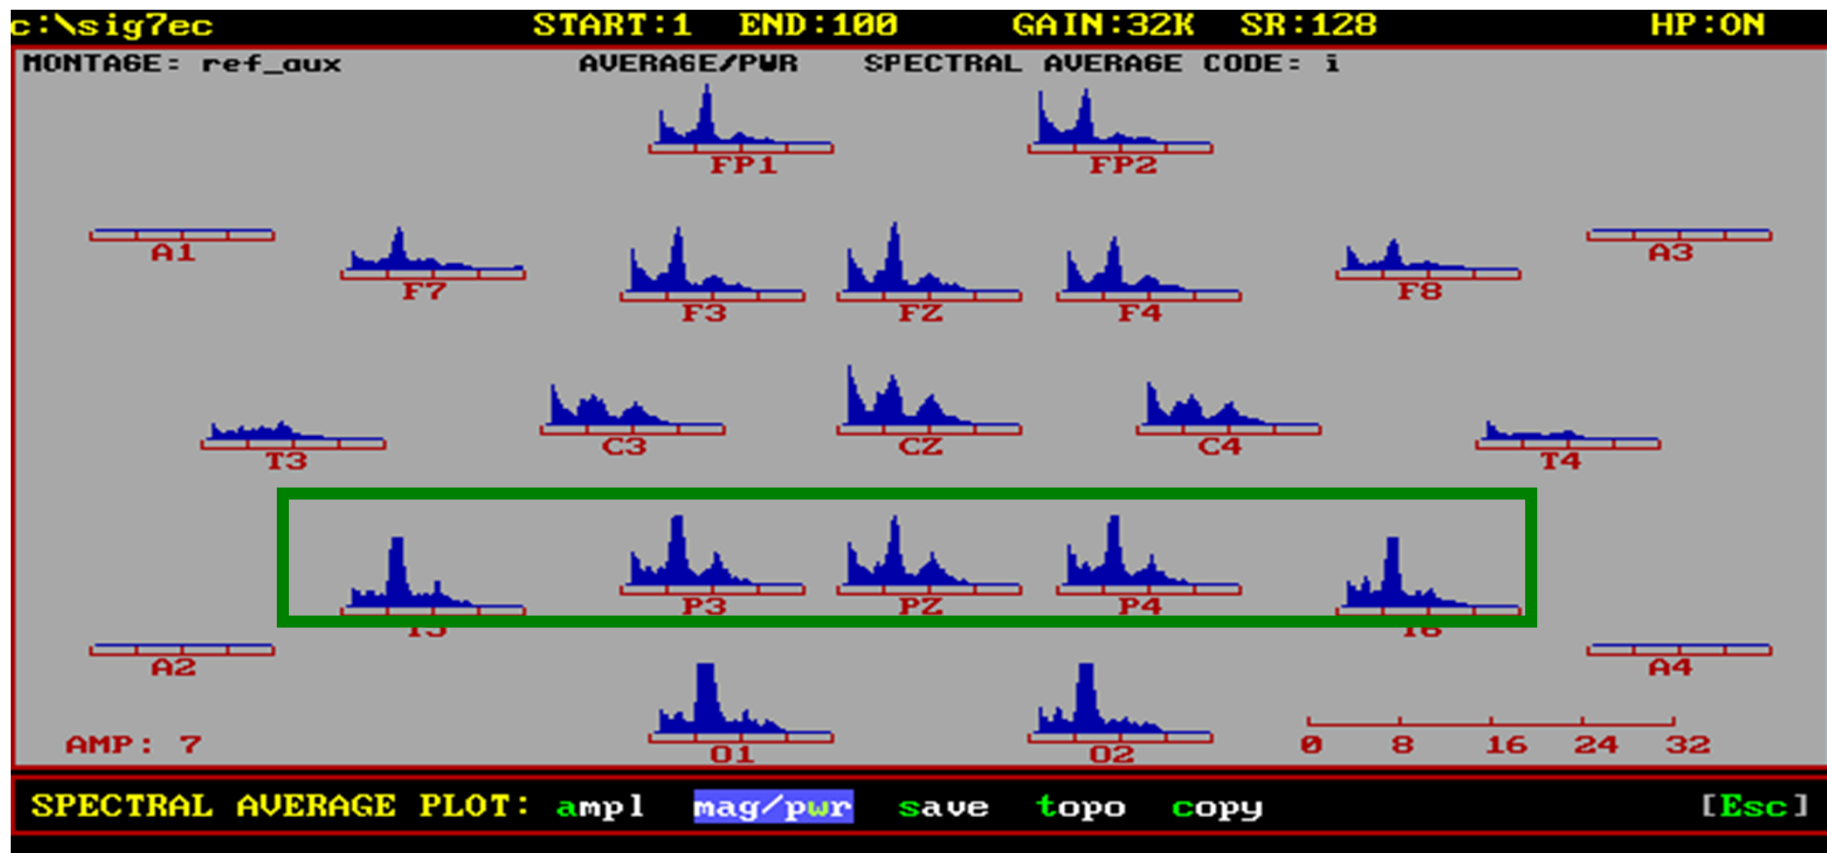 c:\sig7ec START:1 END:100 GAIN:32K SR:128 HP:ON
MONTAGE: ref_aux AVERAGE/PWR SPECTRAL AVERAGE CODE: i
FP1 FP2
A1 A3
F7 F8
F3 FZ F4
C3 CZ C4
T3 T4
P3 PZ P4
T5 T6
A2 A4
AMP: 7 O1 O2 0 8 16 24 32
SPECTRAL AVERAGE PLOT: ampl mag/pwr save topo copy [Esc]